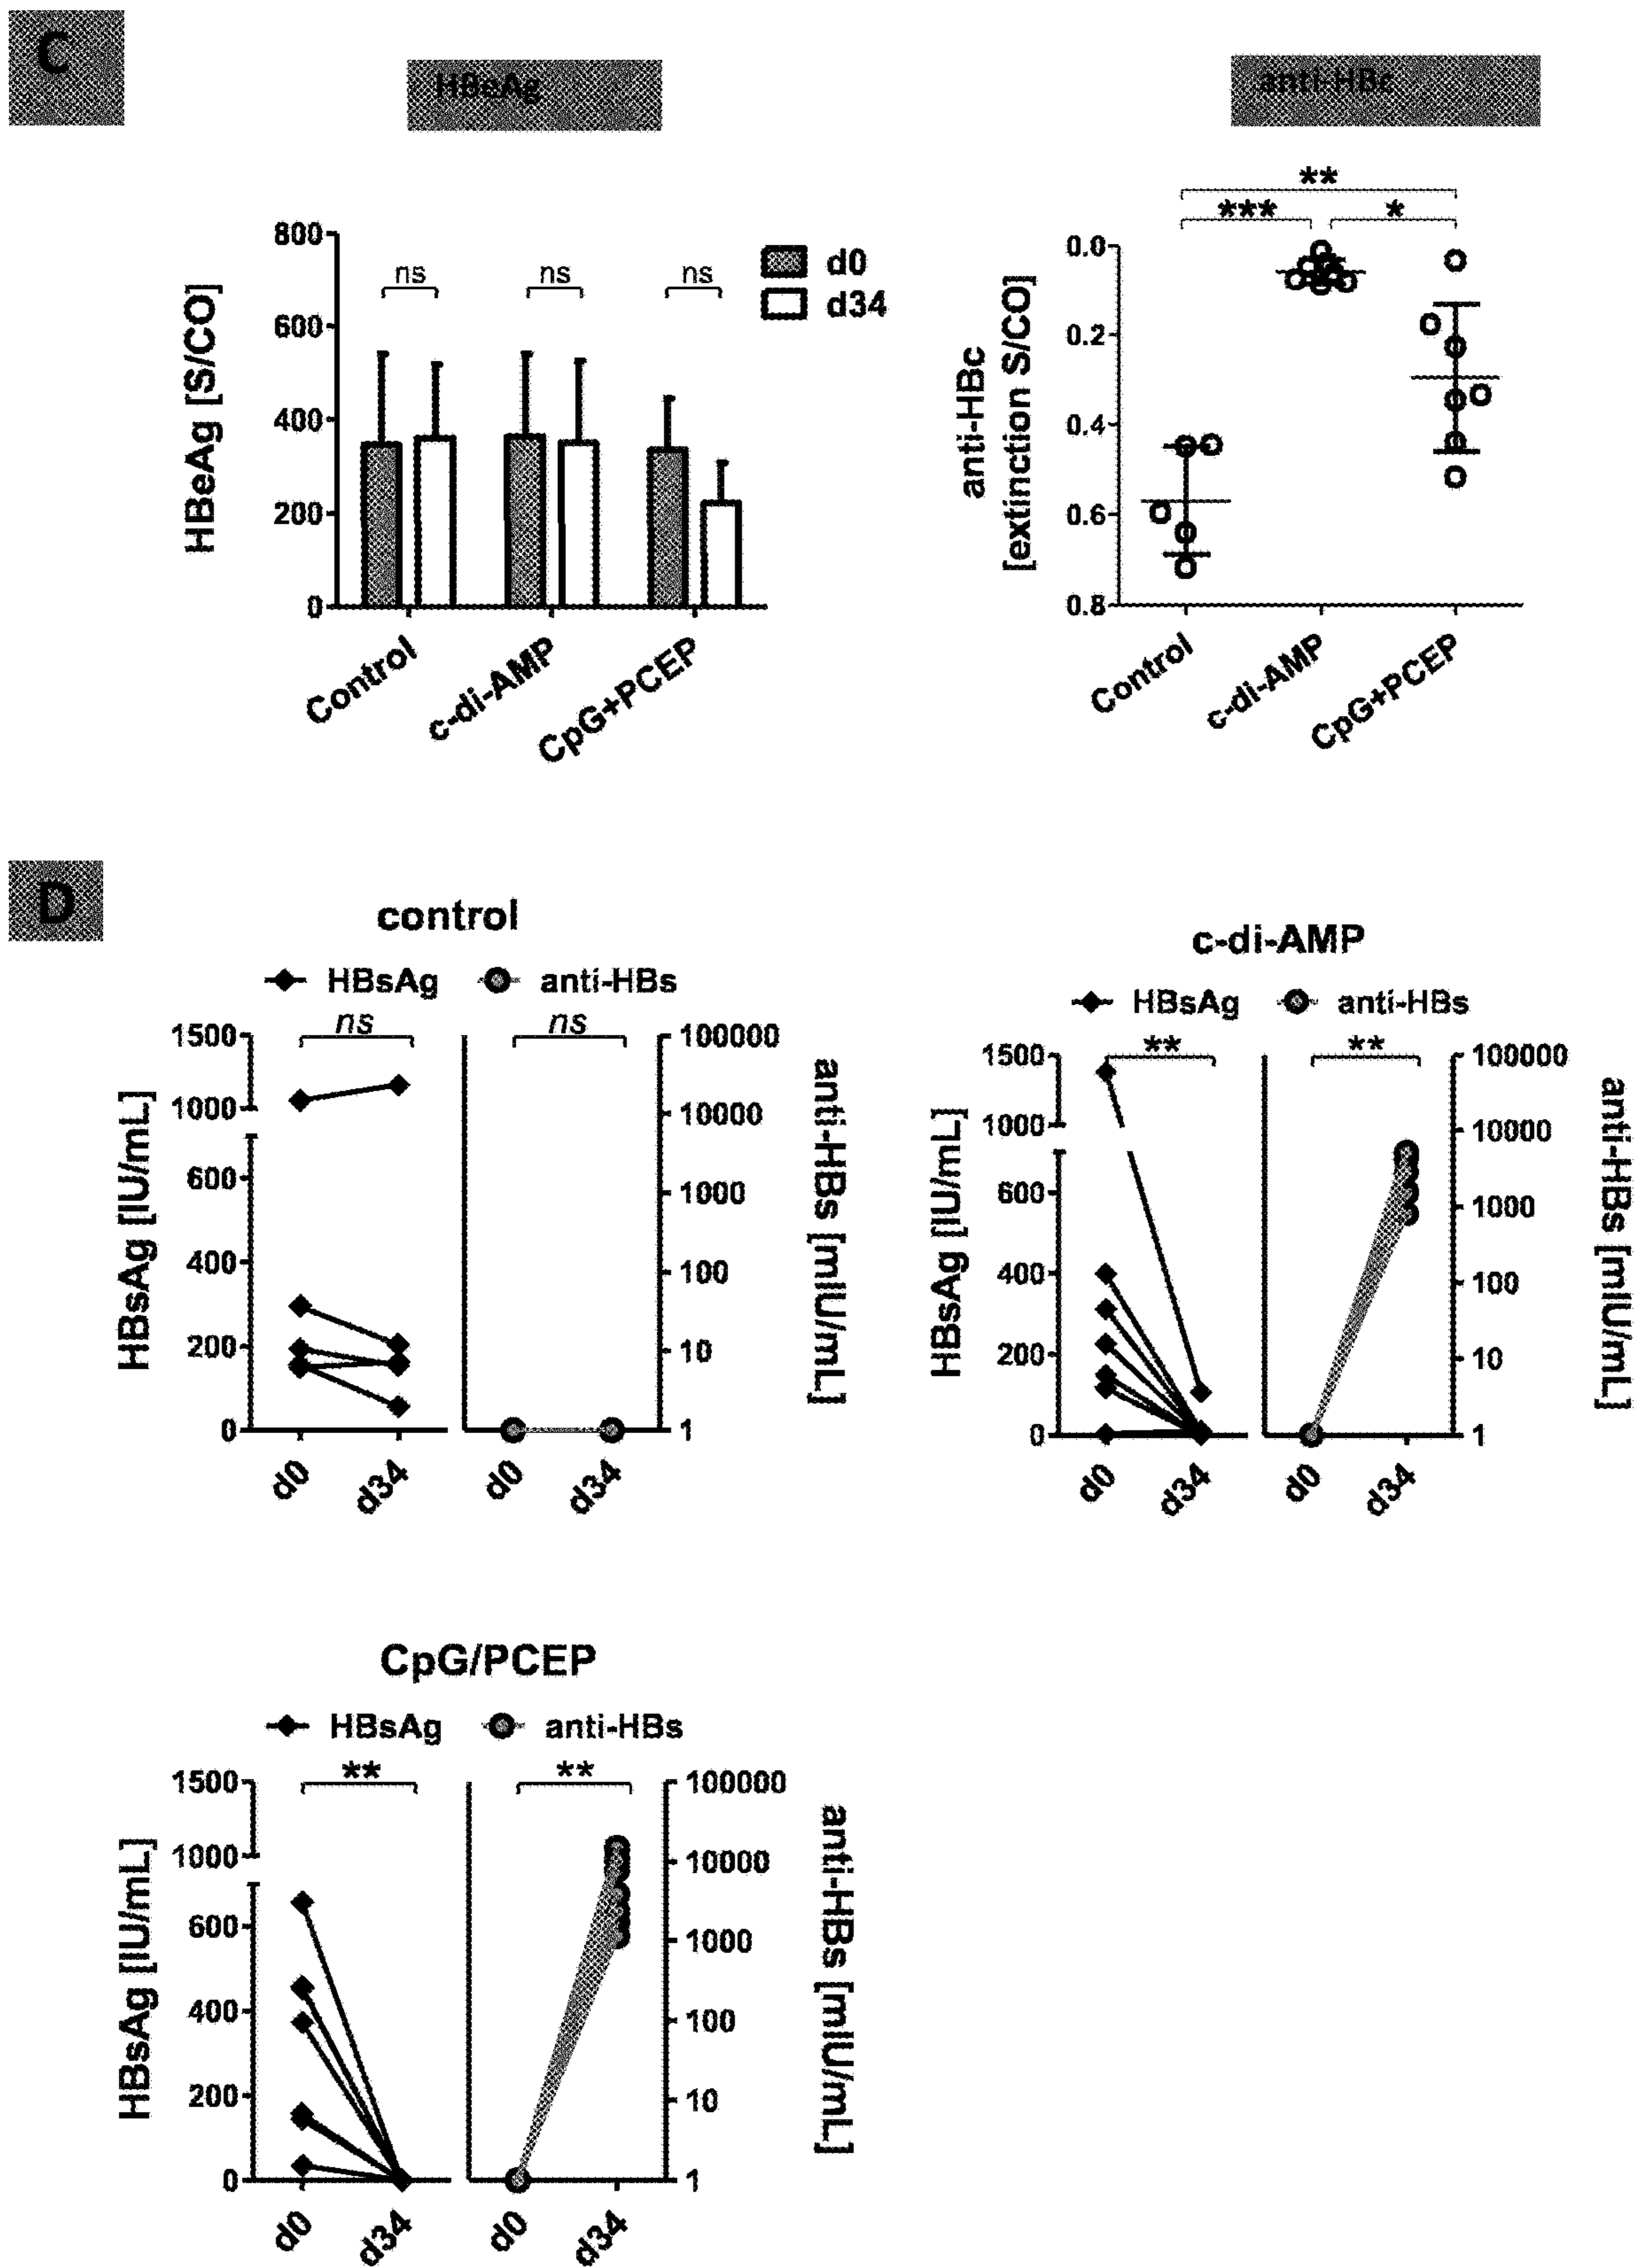 C
HBeAg
anti-HBc
HBeAg [S/CO]
800
600
400
200
0
ns
ns
ns
d0
d34
Control
c-di-AMP
CpG+PCEP
anti-HBc
[extinction S/CO]
0.0
0.2
0.4
0.6
0.8
**
***
*
Control
c-di-AMP
CpG+PCEP
D
control
HBsAg
anti-HBs
HBsAg [IU/mL]
1500
1000
600
400
200
0
ns
ns
100000
10000
1000
100
10
1
anti-HBs [mIU/mL]
d0
d34
d0
d34
c-di-AMP
HBsAg
anti-HBs
HBsAg [IU/mL]
1500
1000
600
400
200
0
**
**
100000
10000
1000
100
10
1
anti-HBs [mIU/mL]
d0
d34
d0
d34
CpG/PCEP
HBsAg
anti-HBs
HBsAg [IU/mL]
1500
1000
600
400
200
0
**
**
100000
10000
1000
100
10
1
anti-HBs [mIU/mL]
d0
d34
d0
d34